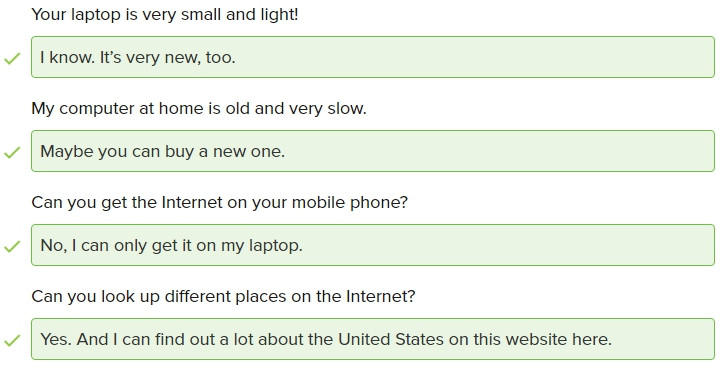 Your laptop is very small and light!
I know. It’s very new, too.
My computer at home is old and very slow.
Maybe you can buy a new one.
Can you get the Internet on your mobile phone?
No, I can only get it on my laptop.
Can you look up different places on the Internet?
Yes. And I can find out a lot about the United States on this website here.